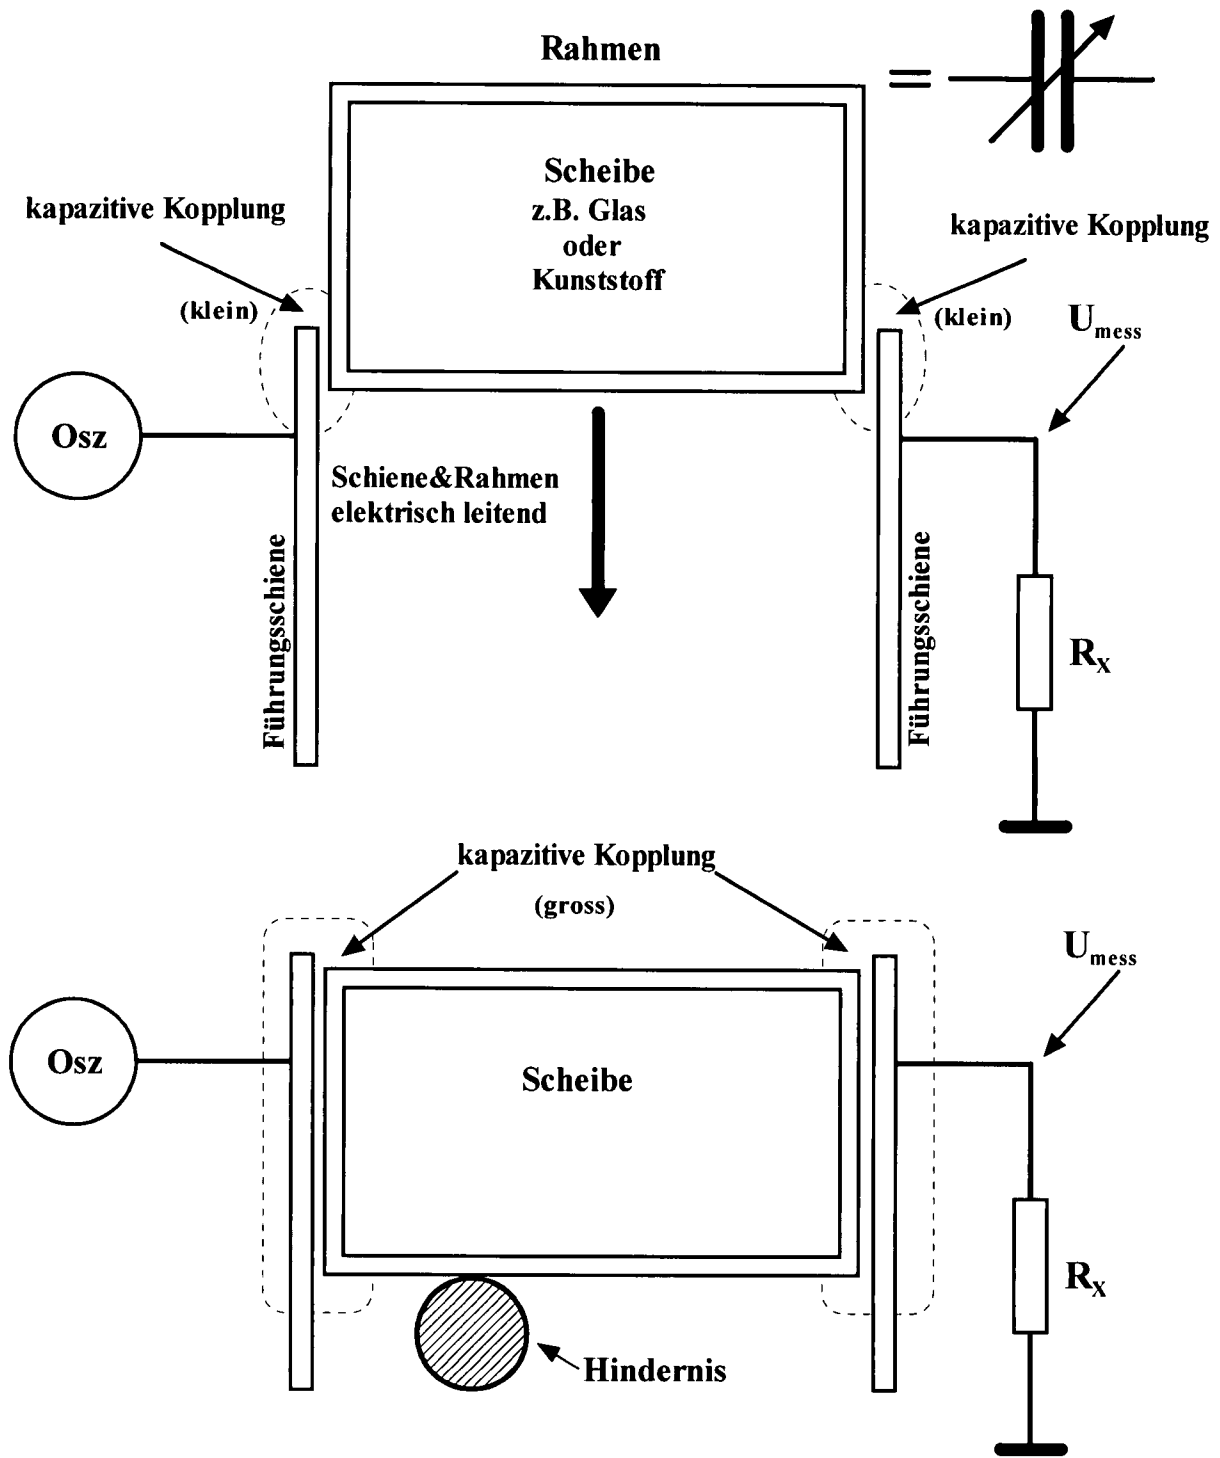 Rahmen
=
Scheibe
z.B. Glas
oder
Kunststoff
kapazitive Kopplung
(klein)
kapazitive Kopplung
(klein)
U mess
Osz
Schiene&Rahmen
elektrisch leitend
Führungsschiene
Führungsschiene
R X
kapazitive Kopplung
(gross)
U mess
Osz
Scheibe
R X
Hindernis